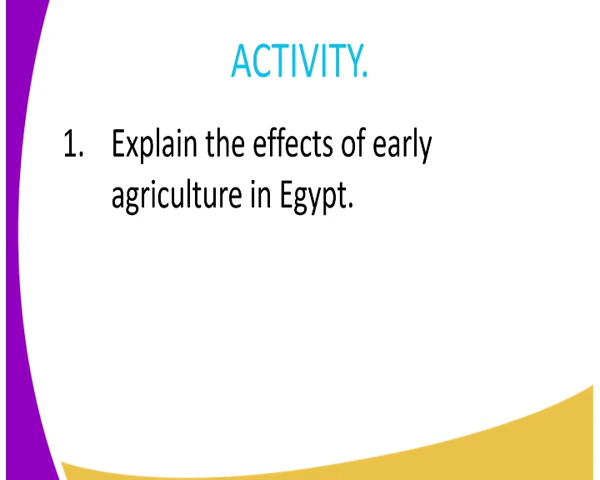 ACTIVITY.
1. Explain the effects of early
agriculture in Egypt.